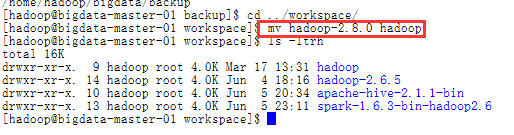 /home/hadoop/bigdata/backup
[hadoop@bigdata-master-01 backup]$ cd ../workspace/
[hadoop@bigdata-master-01 workspace]$ mv hadoop-2.8.0 hadoop
[hadoop@bigdata-master-01 workspace]$ ls -ltrh
total 16K
drwxr-xr-x. 9 hadoop root 4.0K Mar 17 13:31 hadoop
drwxr-xr-x. 14 hadoop root 4.0K Jun 4 18:16 hadoop-2.6.5
drwxr-xr-x. 10 hadoop root 4.0K Jun 5 20:34 apache-hive-2.1.1-bin
drwxr-xr-x. 13 hadoop root 4.0K Jun 5 23:11 spark-1.6.3-bin-hadoop2.6
[hadoop@bigdata-master-01 workspace]$